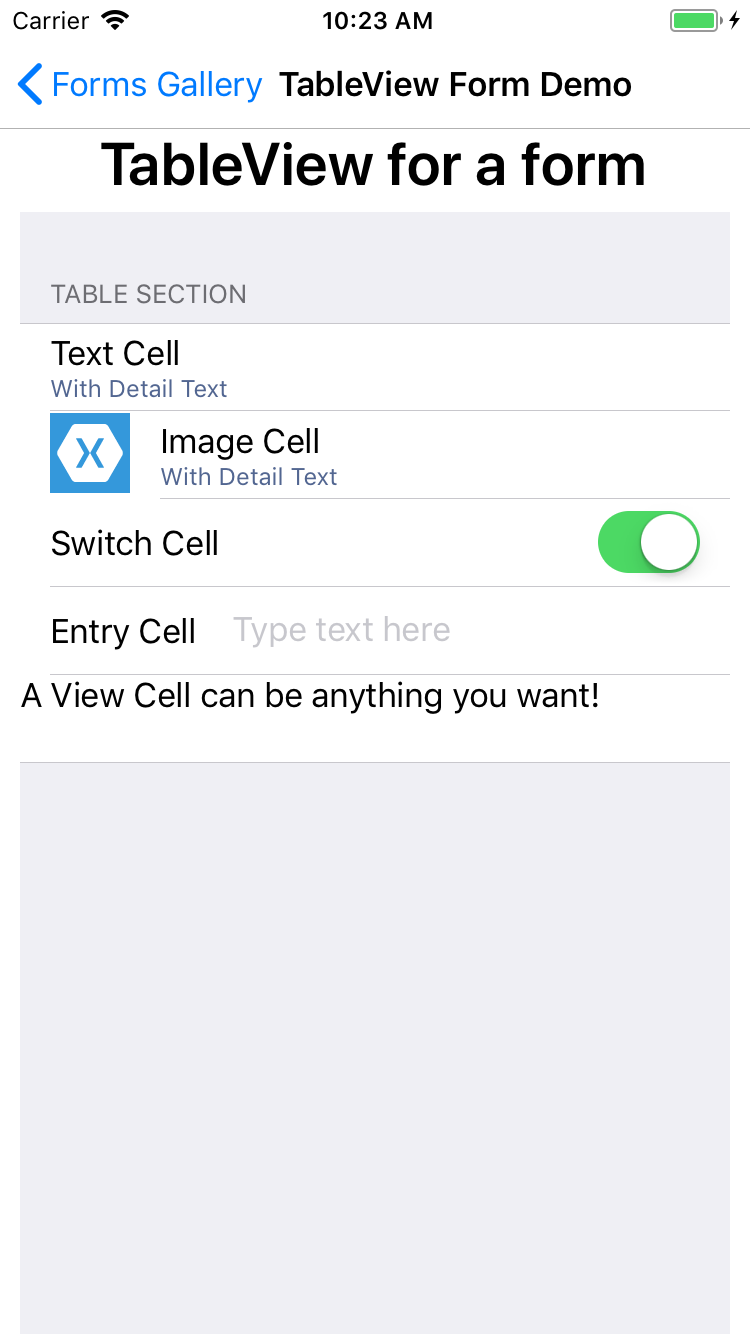 Carrier 10:23 AM
Forms Gallery TableView Form Demo
TableView for a form
TABLE SECTION
Text Cell
With Detail Text
Image Cell
With Detail Text
Switch Cell
Entry Cell Type text here
A View Cell can be anything you want!